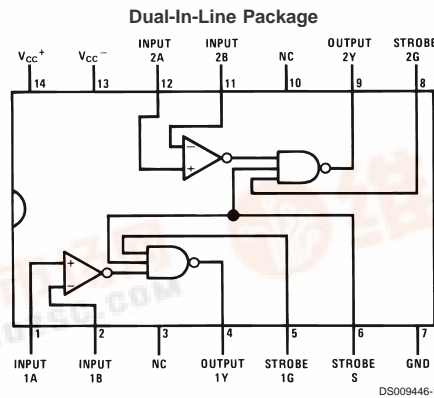 Dual-In-Line Package
VCC+ VCC− INPUT 2A INPUT 2B NC OUTPUT 2Y STROBE 2G
14 13 12 11 10 9 8
− +
+ −
1 2 3 4 5 6 7
INPUT 1A INPUT 1B NC OUTPUT 1Y STROBE 1G STROBE S GND
DS009446-